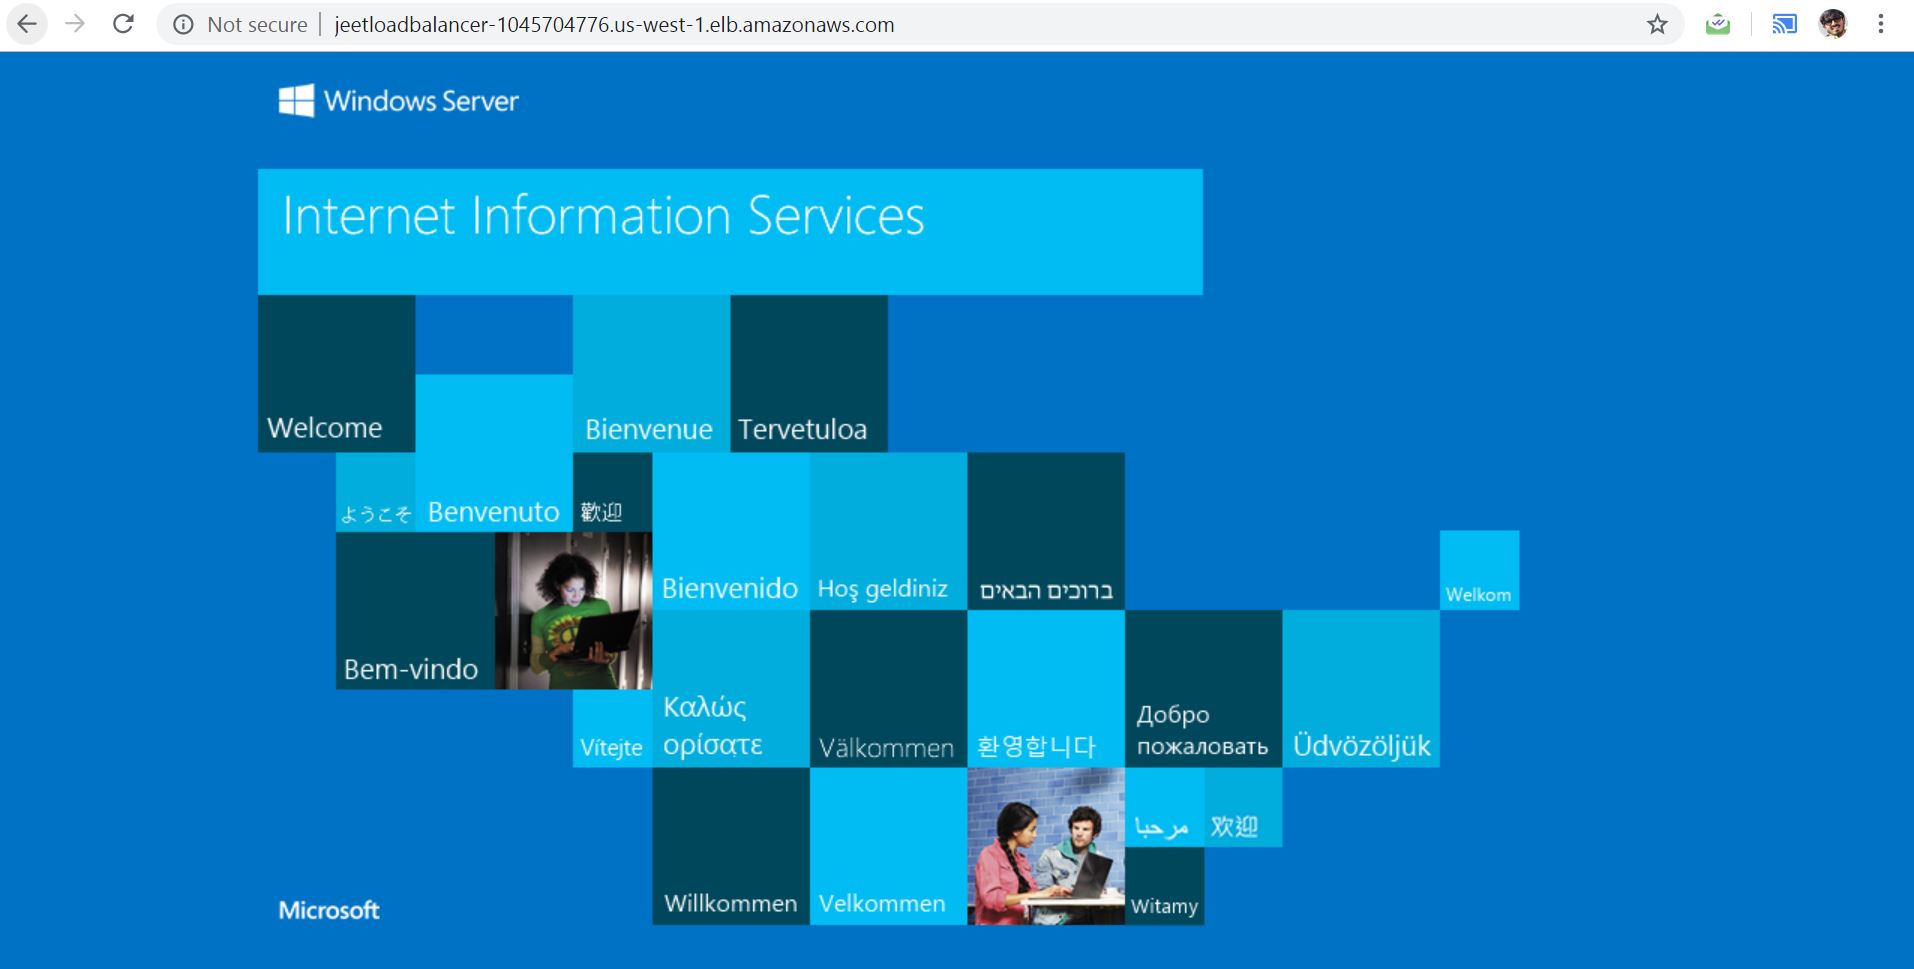 Not secure | jeetloadbalancer-1045704776.us-west-1.elb.amazonaws.com
Windows Server
Internet Information Services
Welcome
Bienvenue
Tervetuloa
ようこそ
Benvenuto
歡迎
Bienvenido
Hoş geldiniz
ברוכים הבאים
Welkom
Bem-vindo
Vítejte
Καλώς
ορίσατε
Välkommen
환영합니다
Добро
пожаловать
Üdvözöljük
Willkommen
Velkommen
مرحبا
欢迎
Witamy
Microsoft